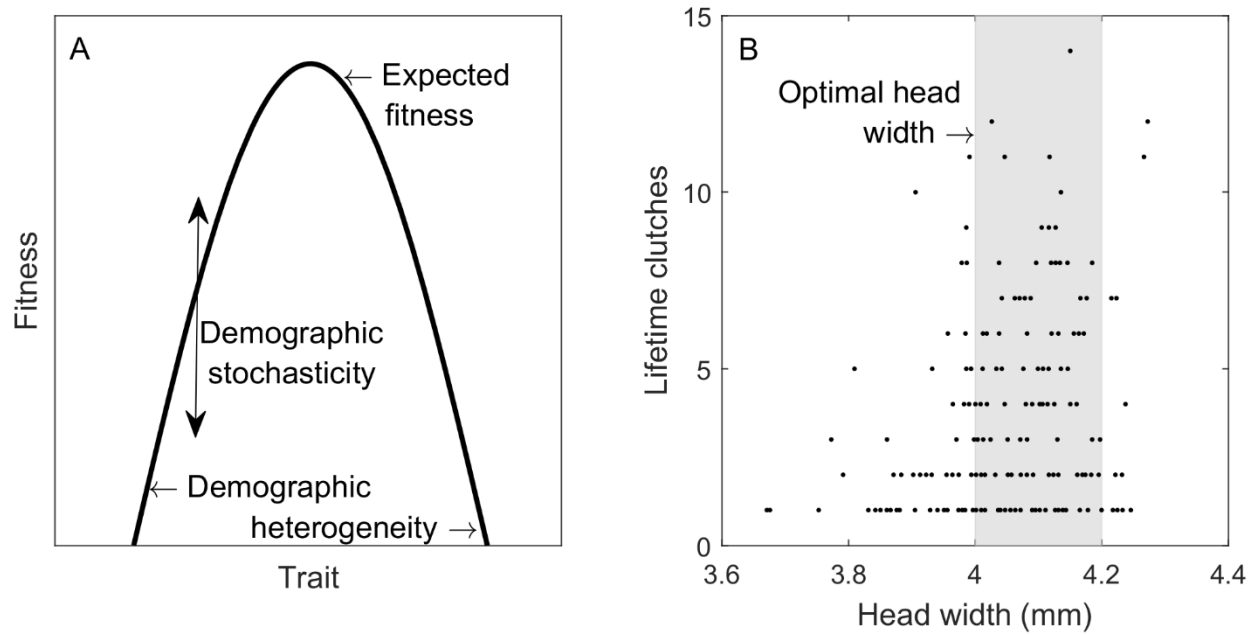 A
← Expected
fitness
Demographic
stochasticity
← Demographic
heterogeneity →
Fitness
Trait
B
Optimal head
width →
Lifetime clutches
15
10
5
0
3.6 3.8 4 4.2 4.4
Head width (mm)